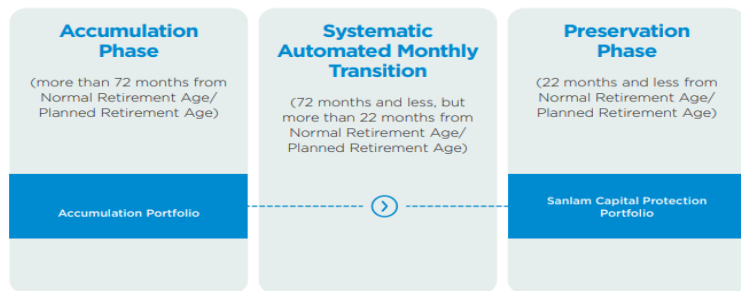 Accumulation
Phase
(more than 72 months from
Normal Retirement Age/
Planned Retirement Age)
Accumulation Portfolio
Systematic
Automated Monthly
Transition
(72 months and less, but
more than 22 months from
Normal Retirement Age/
Planned Retirement Age)
Preservation
Phase
(22 months and less from
Normal Retirement Age/
Planned Retirement Age)
Sanlam Capital Protection
Portfolio